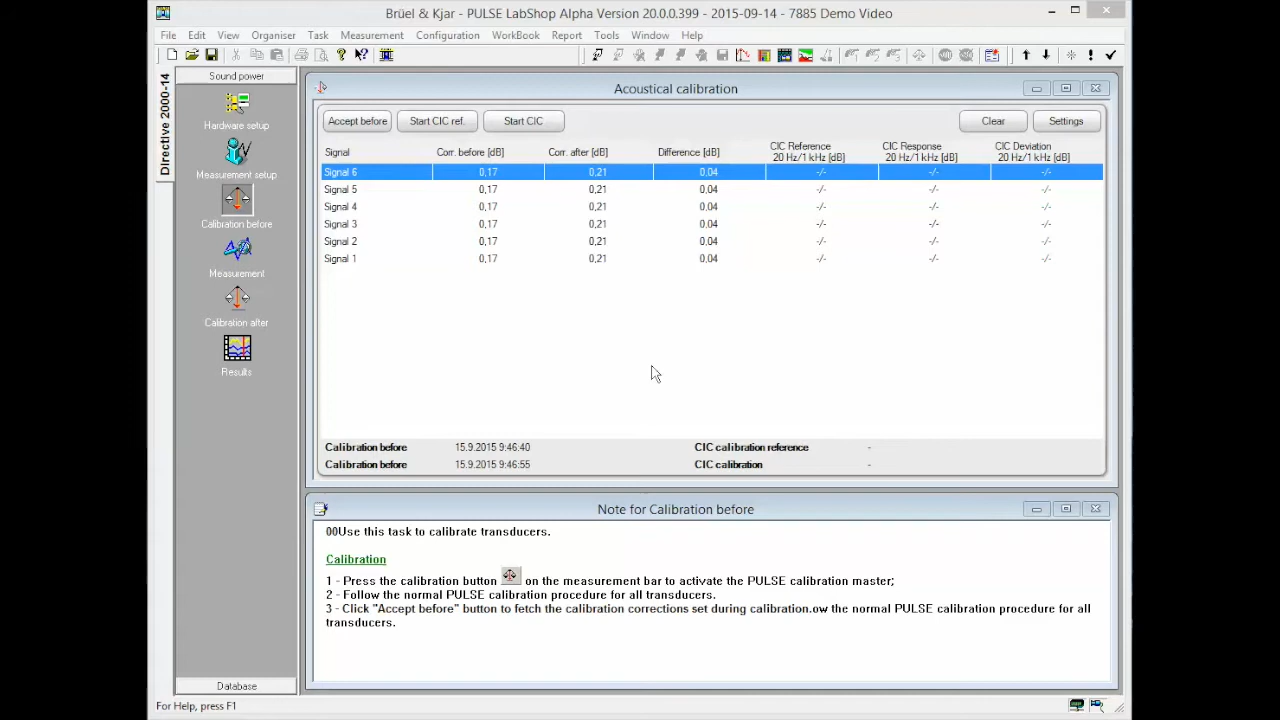 Brüel & Kjar - PULSE LabShop Alpha Version 20.0.0.399 - 2015-09-14 - 7885 Demo Video
File Edit View Organiser Task Measurement Configuration WorkBook Report Tools Window Help
Directive 2000-14
Sound power
Hardware setup
Measurement setup
Calibration before
Measurement
Calibration after
Results
Database
Acoustical calibration
Accept before Start CIC ref. Start CIC Clear Settings
Signal Corr. before [dB] Corr. after [dB] Difference [dB] CIC Reference 20 Hz/1 kHz [dB] CIC Response 20 Hz/1 kHz [dB] CIC Deviation 20 Hz/1 kHz [dB]
Signal 6 0,17 0,21 0,04 -/- -/- -/-
Signal 5 0,17 0,21 0,04 -/- -/- -/-
Signal 4 0,17 0,21 0,04 -/- -/- -/-
Signal 3 0,17 0,21 0,04 -/- -/- -/-
Signal 2 0,17 0,21 0,04 -/- -/- -/-
Signal 1 0,17 0,21 0,04 -/- -/- -/-
Calibration before 15.9.2015 9:46:40 CIC calibration reference -
Calibration before 15.9.2015 9:46:55 CIC calibration -
Note for Calibration before
00Use this task to calibrate transducers.
Calibration
1 - Press the calibration button on the measurement bar to activate the PULSE calibration master;
2 - Follow the normal PULSE calibration procedure for all transducers.
3 - Click "Accept before" button to fetch the calibration corrections set during calibration.ow the normal PULSE calibration procedure for all
transducers.
For Help, press F1